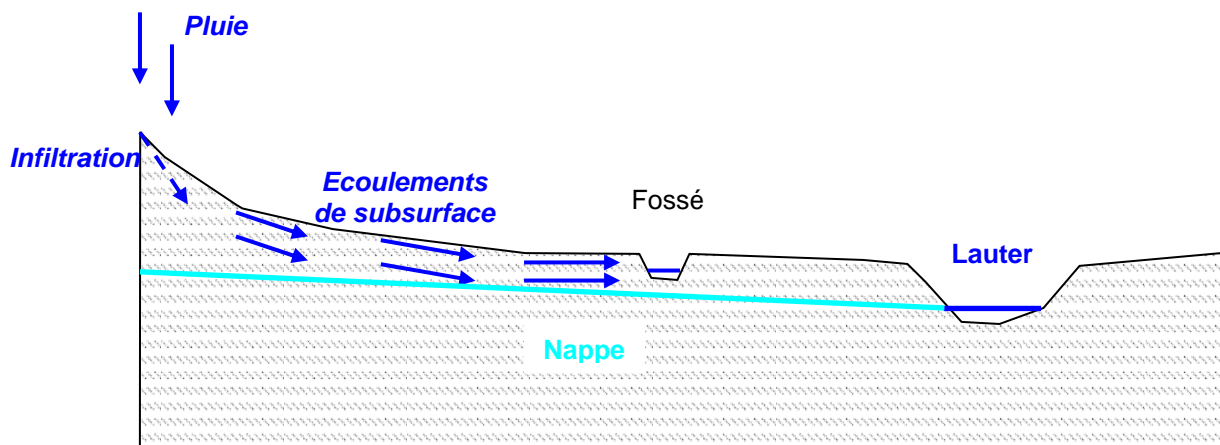 Pluie
Infiltration
Ecoulements
de subsurface
Fossé
Lauter
Nappe